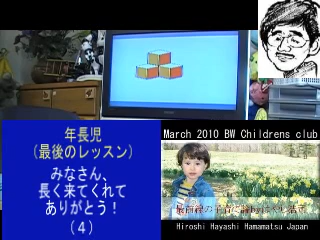 年長児
(最後のレッスン)
みなさん、
長く来てくれて
ありがとう！
(4)
March 2010 BW Childrens club
Hiroshi Hayashi Hamamatsu Japan